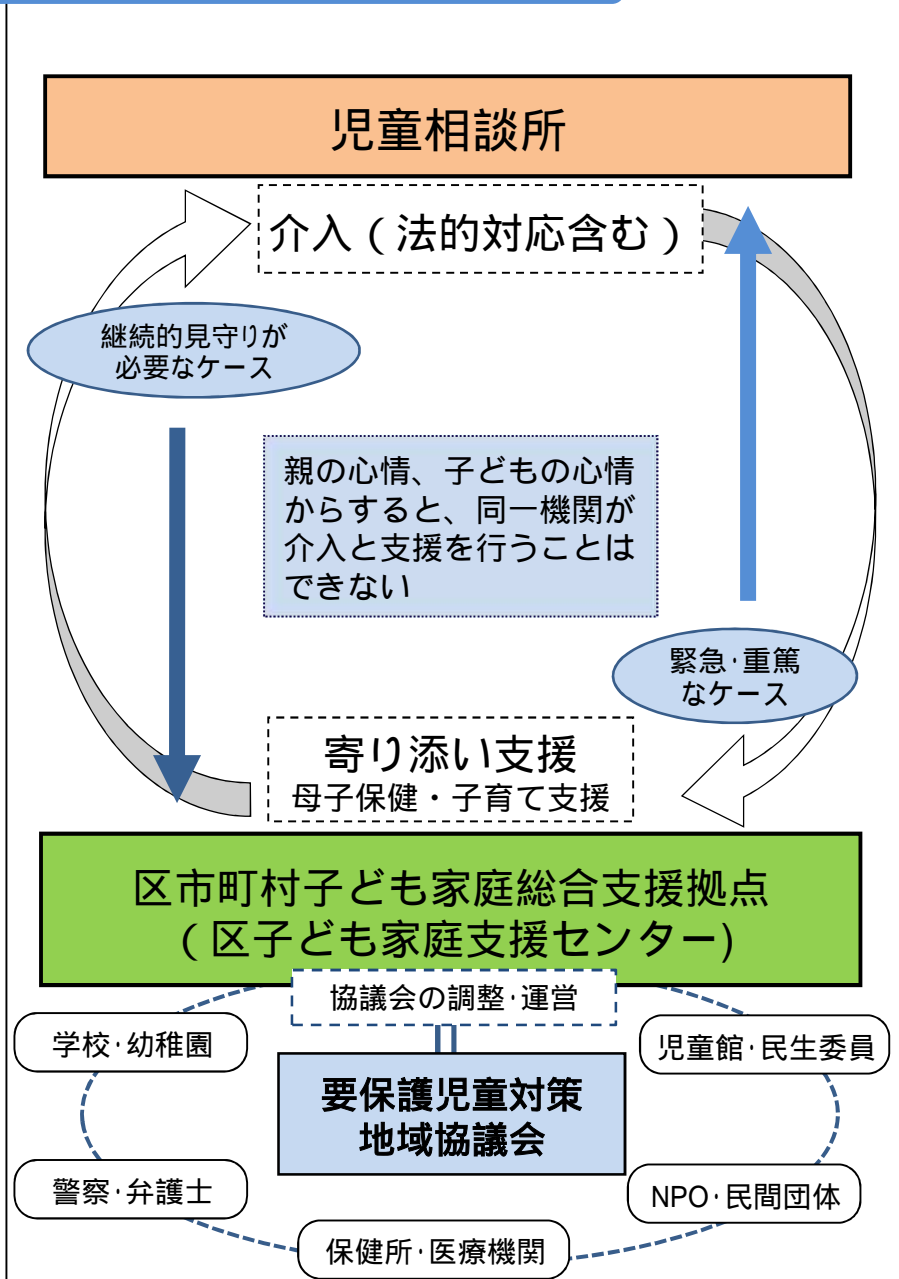 児童相談所
介入（法的対応含む）
継続的見守りが
必要なケース
親の心情、子どもの心情
からすると、同一機関が
介入と支援を行うことは
できない
緊急･重篤
なケース
寄り添い支援
母子保健・子育て支援
区市町村子ども家庭総合支援拠点
（区子ども家庭支援センター)
協議会の調整･運営
学校･幼稚園
児童館･民生委員
要保護児童対策
地域協議会
警察･弁護士
NPO･民間団体
保健所･医療機関